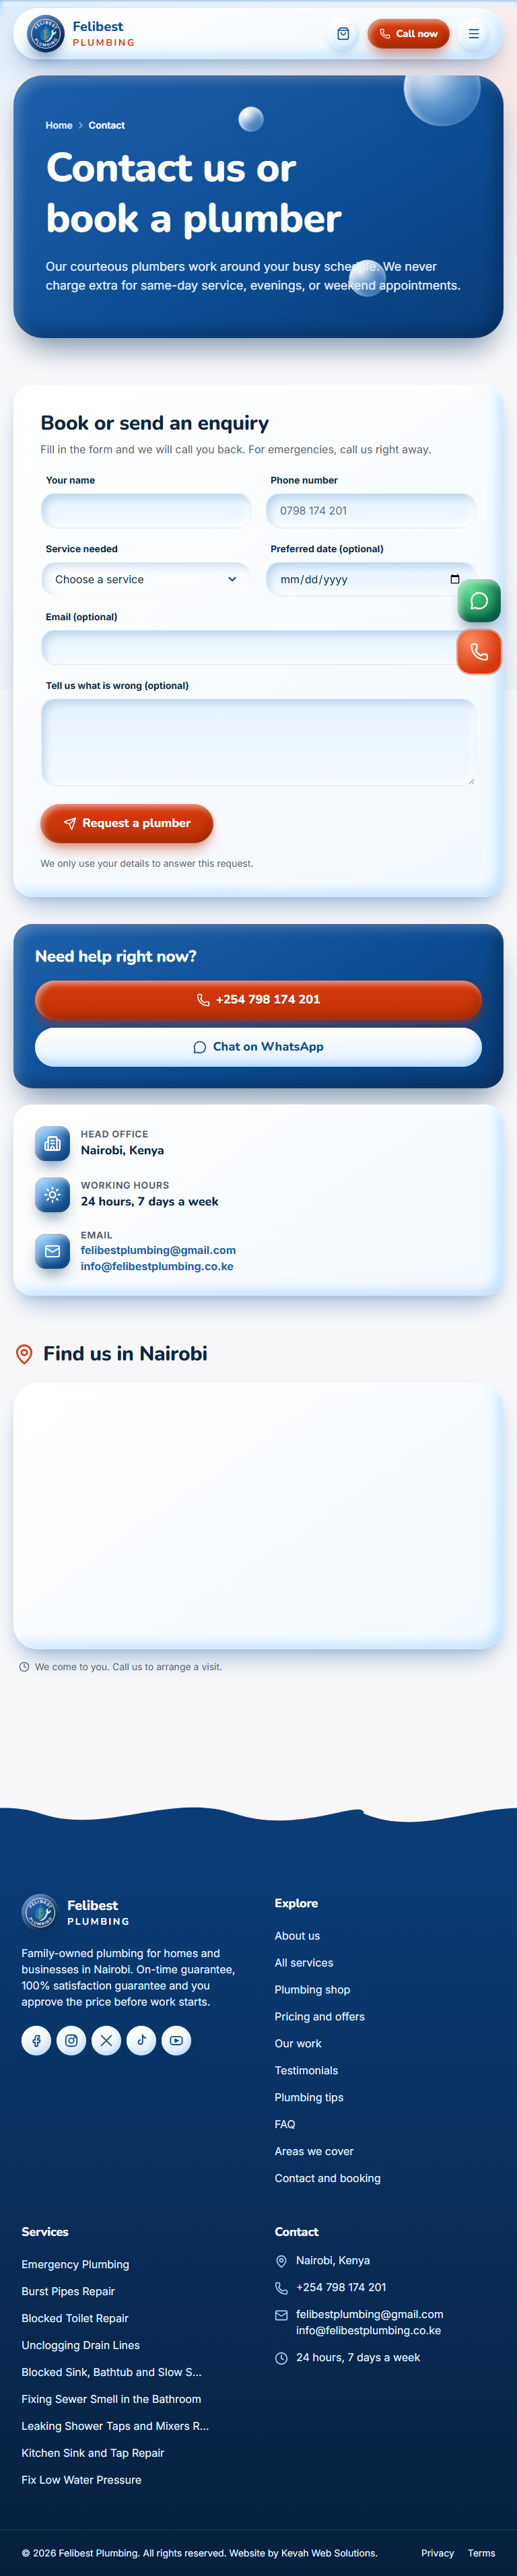 Felibest
PLUMBING
Call now
Home > Contact
Contact us or
book a plumber
Our courteous plumbers work around your busy schedule. We never
charge extra for same-day service, evenings, or weekend appointments.
Book or send an enquiry
Fill in the form and we will call you back. For emergencies, call us right away.
Your name
Phone number
0798 174 201
Service needed
Preferred date (optional)
Choose a service
mm/dd/yyyy
Email (optional)
Tell us what is wrong (optional)
Request a plumber
We only use your details to answer this request.
Need help right now?
+254 798 174 201
Chat on WhatsApp
HEAD OFFICE
Nairobi, Kenya
WORKING HOURS
24 hours, 7 days a week
EMAIL
felibestplumbing@gmail.com
info@felibestplumbing.co.ke
Find us in Nairobi
We come to you. Call us to arrange a visit.
Felibest
PLUMBING
Family-owned plumbing for homes and
businesses in Nairobi. On-time guarantee,
100% satisfaction guarantee and you
approve the price before work starts.
Explore
About us
All services
Plumbing shop
Pricing and offers
Our work
Testimonials
Plumbing tips
FAQ
Areas we cover
Contact and booking
Services
Emergency Plumbing
Burst Pipes Repair
Blocked Toilet Repair
Unclogging Drain Lines
Blocked Sink, Bathtub and Slow S...
Fixing Sewer Smell in the Bathroom
Leaking Shower Taps and Mixers R...
Kitchen Sink and Tap Repair
Fix Low Water Pressure
Contact
Nairobi, Kenya
+254 798 174 201
felibestplumbing@gmail.com
info@felibestplumbing.co.ke
24 hours, 7 days a week
© 2026 Felibest Plumbing. All rights reserved. Website by Kevah Web Solutions.
Privacy
Terms